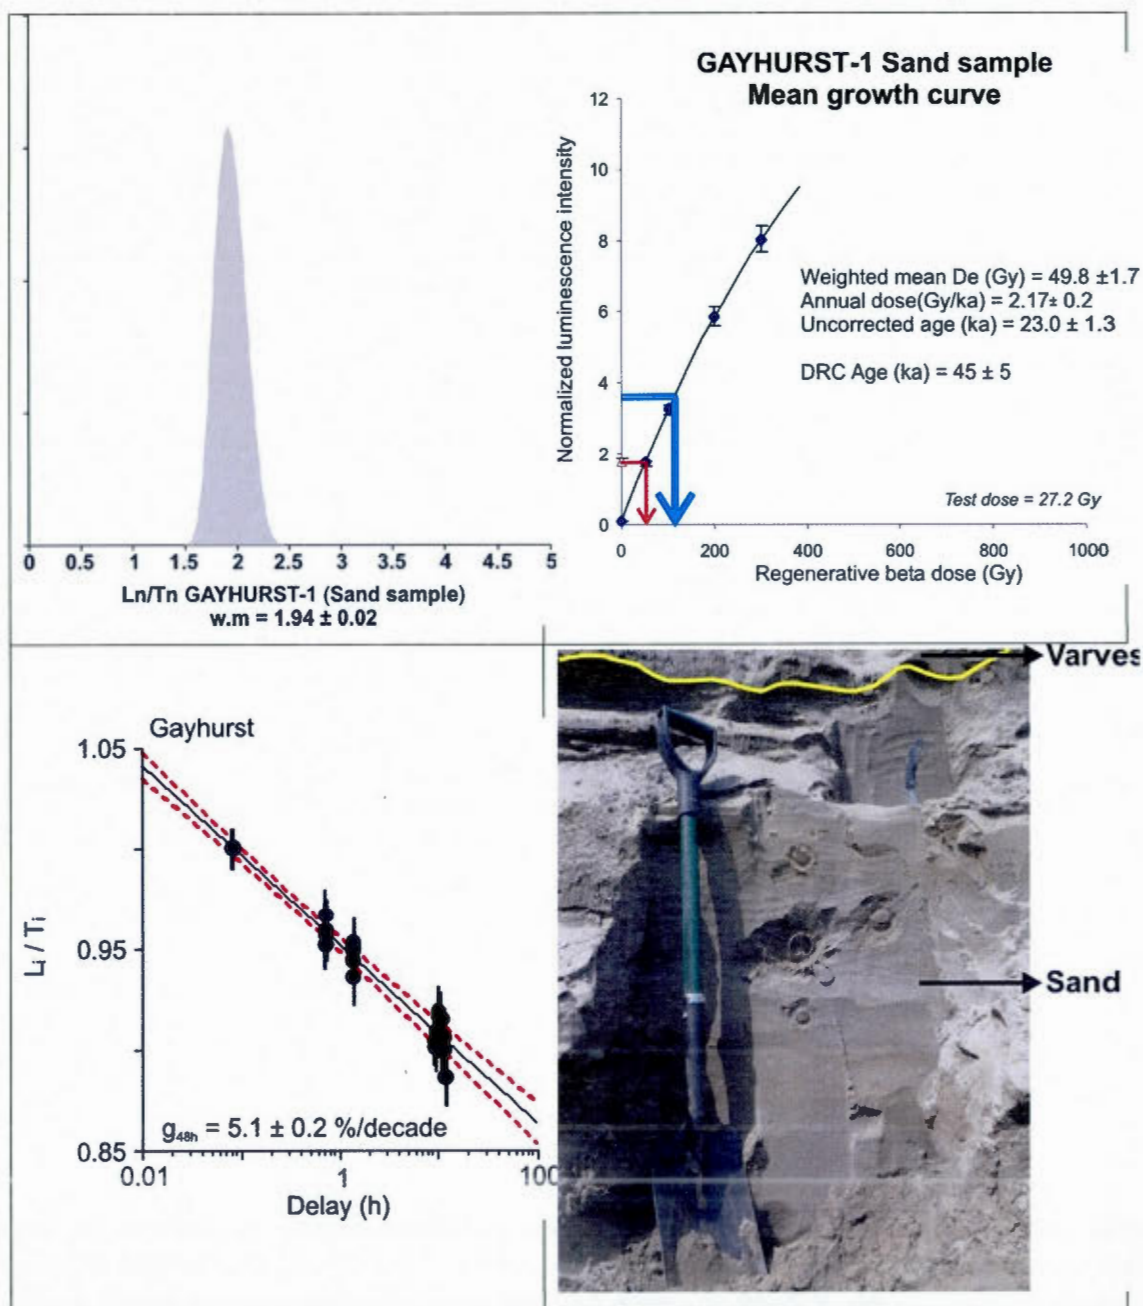 0 0.5 1 1.5 2 2.5 3 3.5 4 4.5 5
Ln/Tn GAYHURST-1 (Sand sample)
w.m = 1.94 ± 0.02
GAYHURST-1 Sand sample
Mean growth curve
Normalized luminescence intensity
12
10
8
6
4
2
0
Weighted mean De (Gy) = 49.8 ±1.7
Annual dose(Gy/ka) = 2.17± 0.2
Uncorrected age (ka) = 23.0 ± 1.3
DRC Age (ka) = 45 ± 5
Test dose = 27.2 Gy
0 200 400 600 800 1000
Regenerative beta dose (Gy)
Gayhurst
Li / Ti
1.05
0.95
0.85
g48h = 5.1 ± 0.2 %/decade
0.01 1 100
Delay (h)
Varves
Sand